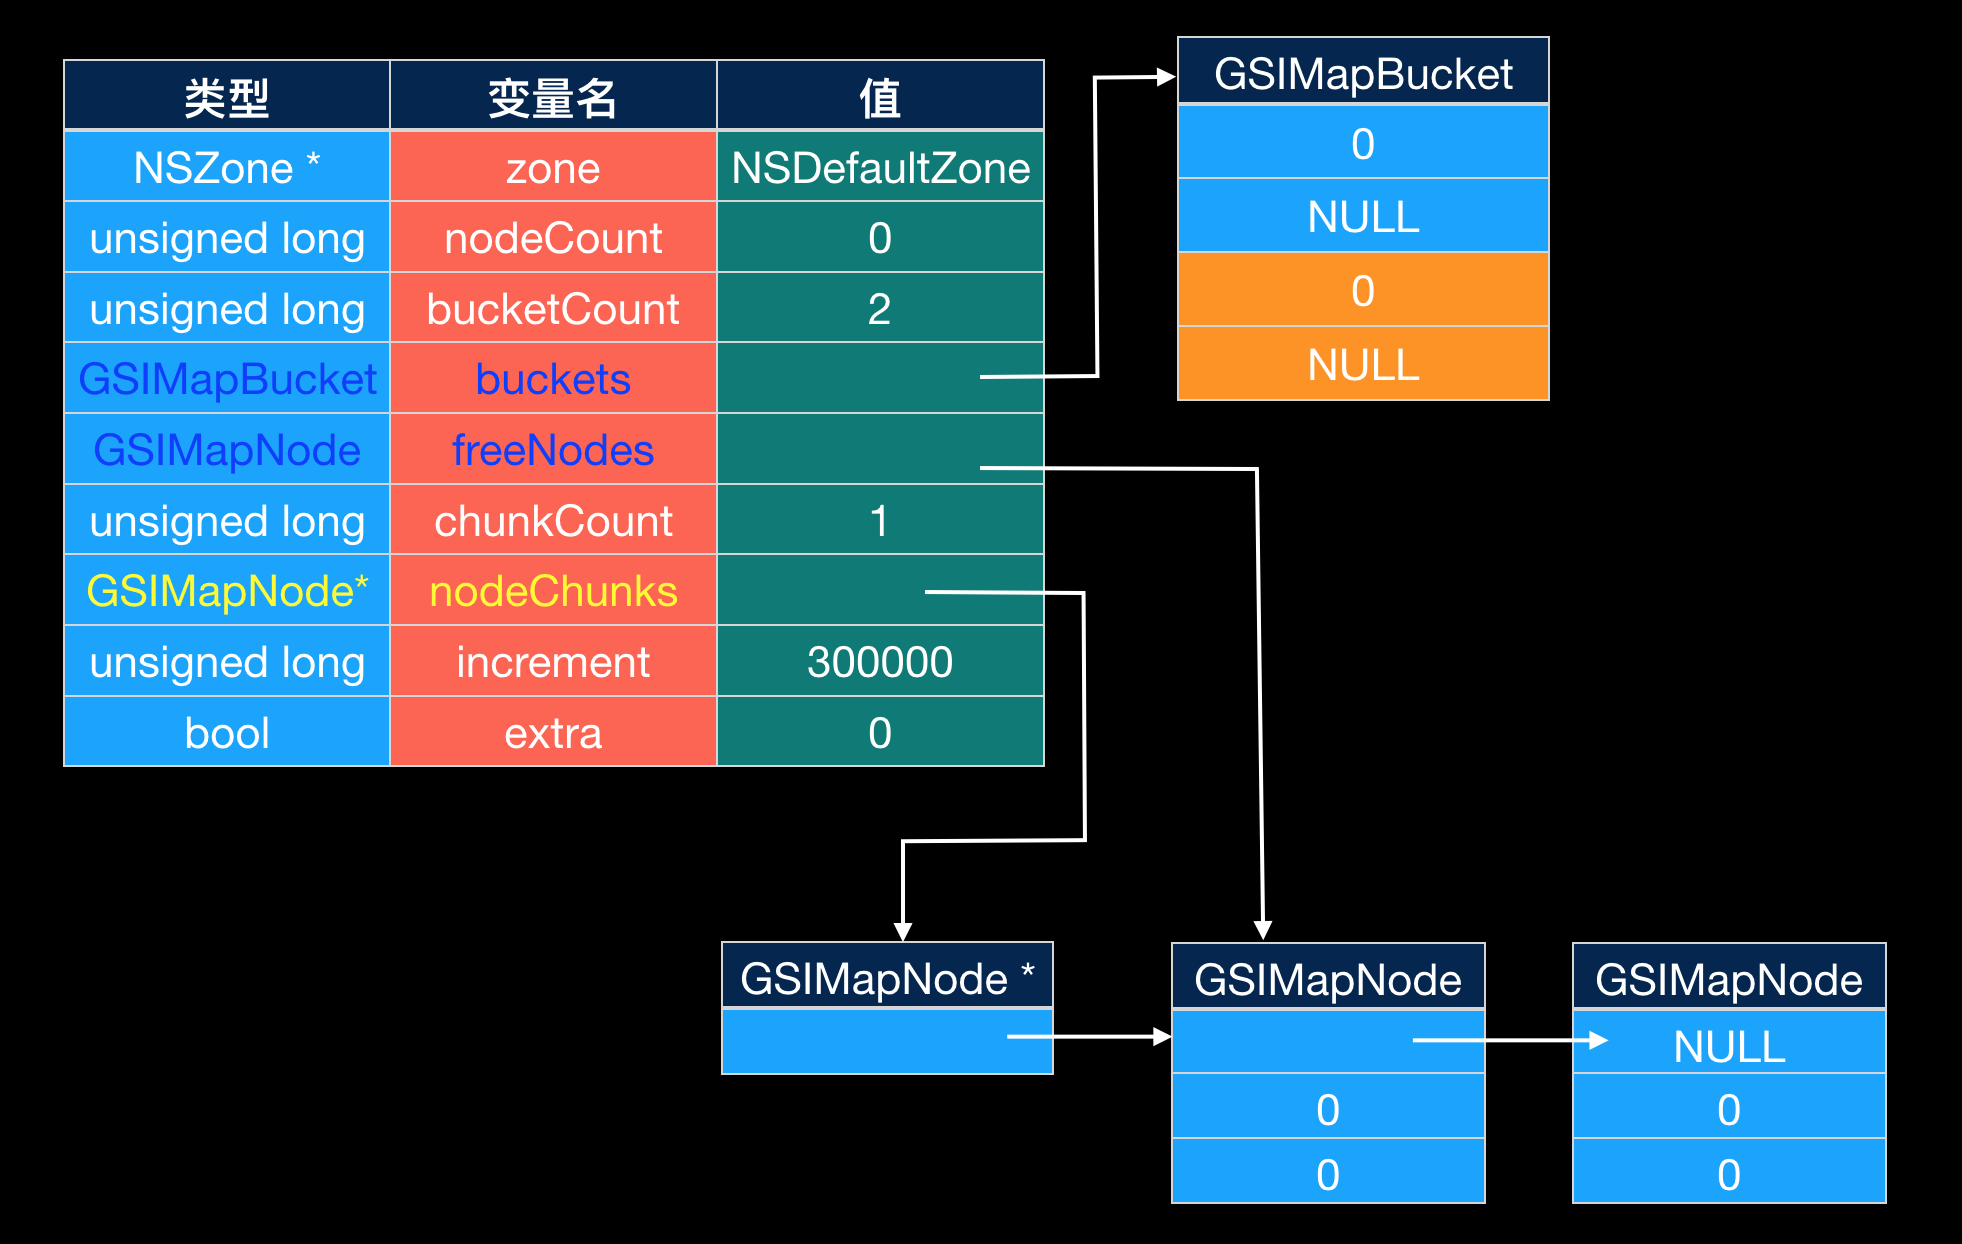 类型 变量名 值
NSZone * zone NSDefaultZone
unsigned long nodeCount 0
unsigned long bucketCount 2
GSIMapBucket buckets
GSIMapNode freeNodes
unsigned long chunkCount 1
GSIMapNode* nodeChunks
unsigned long increment 300000
bool extra 0
GSIMapBucket
0
NULL
0
NULL
GSIMapNode *
GSIMapNode
0
0
GSIMapNode
NULL
0
0